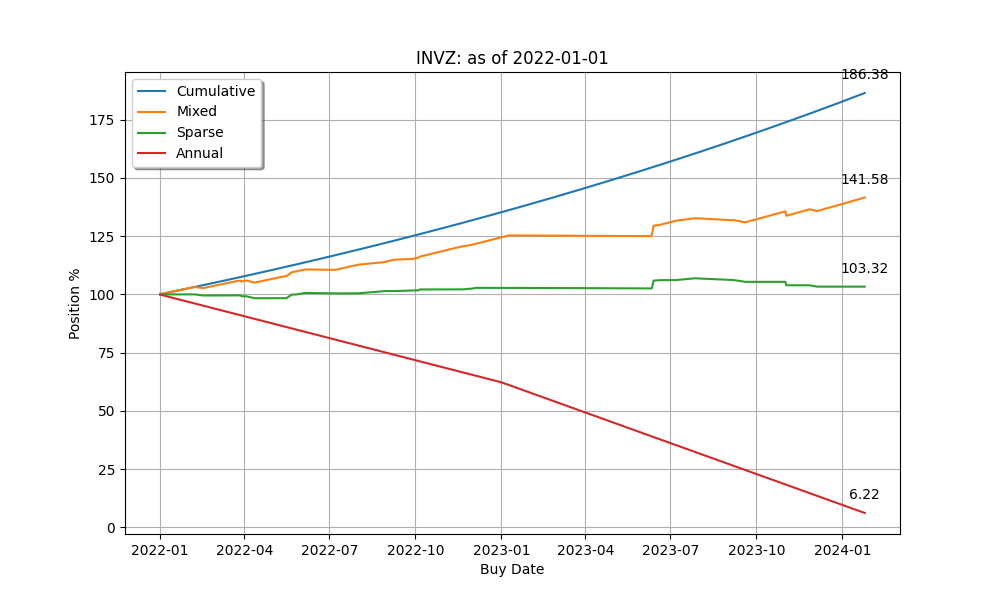 INVZ: as of 2022-01-01
Cumulative
Mixed
Sparse
Annual
186.38
141.58
103.32
6.22
Position %
175
150
125
100
75
50
25
0
2022-01 2022-04 2022-07 2022-10 2023-01 2023-04 2023-07 2023-10 2024-01
Buy Date